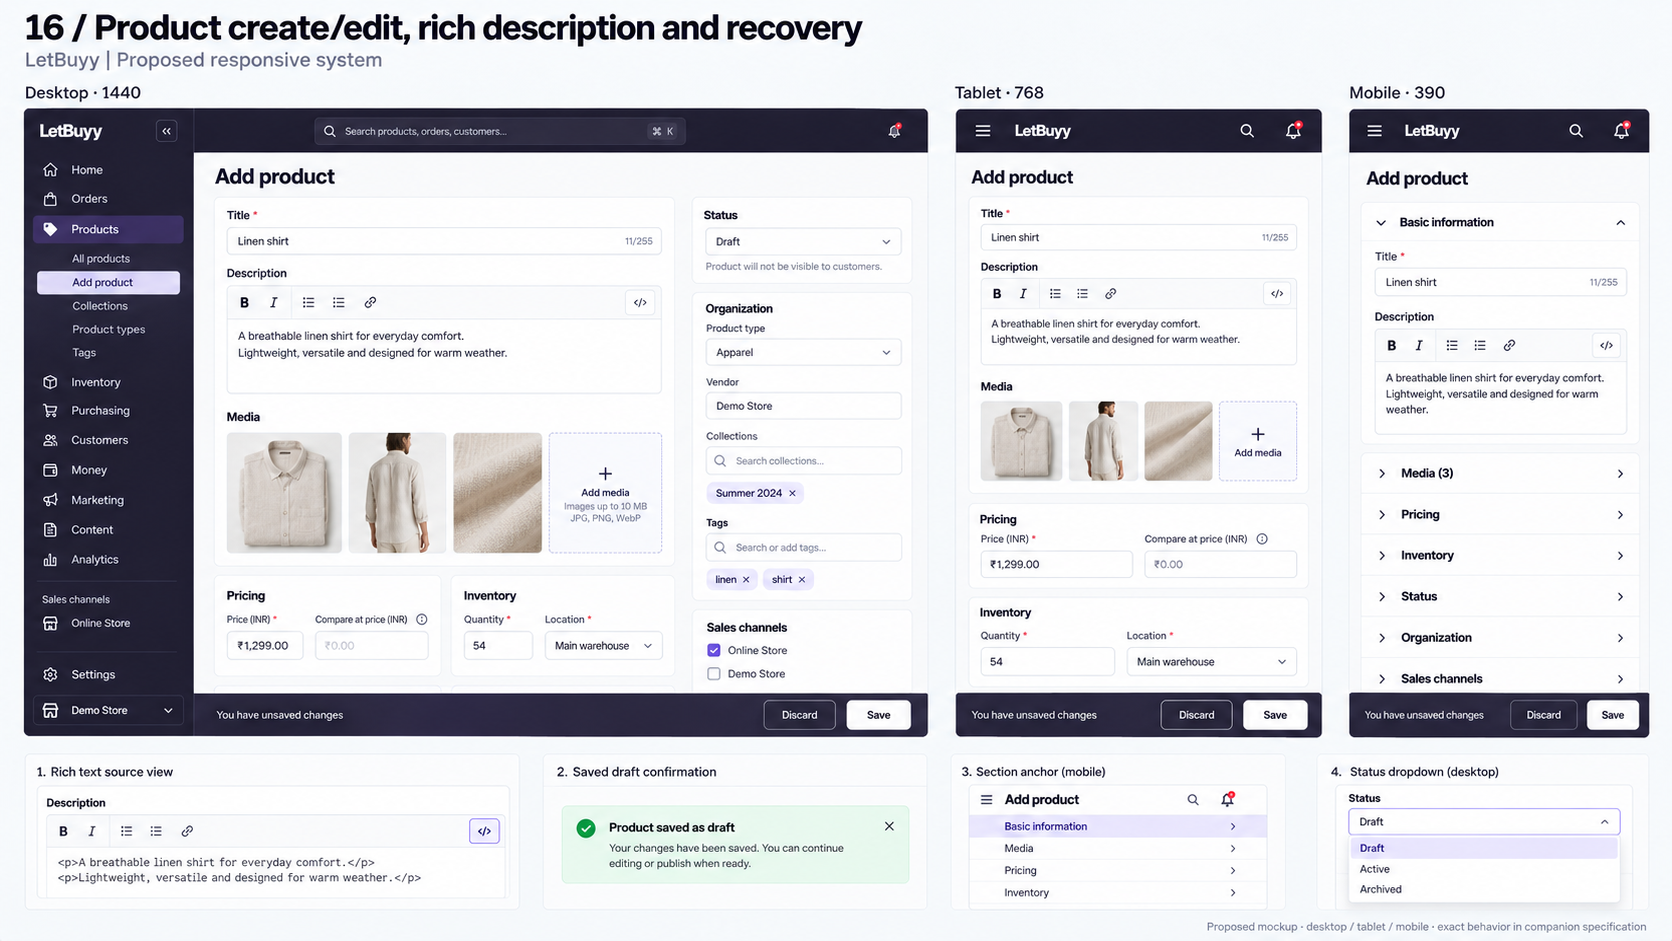 16 / Product create/edit, rich description and recovery
LetBuyy | Proposed responsive system
Desktop · 1440
LetBuyy
Search products, orders, customers...
⌘ K
Home
Orders
Products
All products
Add product
Collections
Product types
Tags
Inventory
Purchasing
Customers
Money
Marketing
Content
Analytics
Sales channels
Online Store
Settings
Demo Store
Add product
Title *
Linen shirt
11/255
Description
B I </>
A breathable linen shirt for everyday comfort.
Lightweight, versatile and designed for warm weather.
Media
Add media
Images up to 10 MB
JPG, PNG, WebP
Pricing
Price (INR) *
Compare at price (INR)
₹1,299.00
₹0.00
Inventory
Quantity *
Location *
54
Main warehouse
Status
Draft
Product will not be visible to customers.
Organization
Product type
Apparel
Vendor
Demo Store
Collections
Search collections...
Summer 2024 ×
Tags
Search or add tags...
linen ×
shirt ×
Sales channels
Online Store
Demo Store
You have unsaved changes
Discard
Save
Tablet · 768
LetBuyy
Add product
Title *
Linen shirt
11/255
Description
B I </>
A breathable linen shirt for everyday comfort.
Lightweight, versatile and designed for warm weather.
Media
Add media
Pricing
Price (INR) *
Compare at price (INR)
₹1,299.00
₹0.00
Inventory
Quantity *
Location *
54
Main warehouse
You have unsaved changes
Discard
Save
Mobile · 390
LetBuyy
Add product
Basic information
Title *
Linen shirt
11/255
Description
B I </>
A breathable linen shirt for everyday comfort.
Lightweight, versatile and designed for warm
weather.
Media (3)
Pricing
Inventory
Status
Organization
Sales channels
You have unsaved changes
Discard
Save
1. Rich text source view
Description
B I </>
<p>A breathable linen shirt for everyday comfort.</p>
<p>Lightweight, versatile and designed for warm weather.</p>
2. Saved draft confirmation
Product saved as draft
Your changes have been saved. You can continue
editing or publish when ready.
3. Section anchor (mobile)
Add product
Basic information
Media
Pricing
Inventory
4. Status dropdown (desktop)
Status
Draft
Draft
Active
Archived
Proposed mockup · desktop / tablet / mobile · exact behavior in companion specification